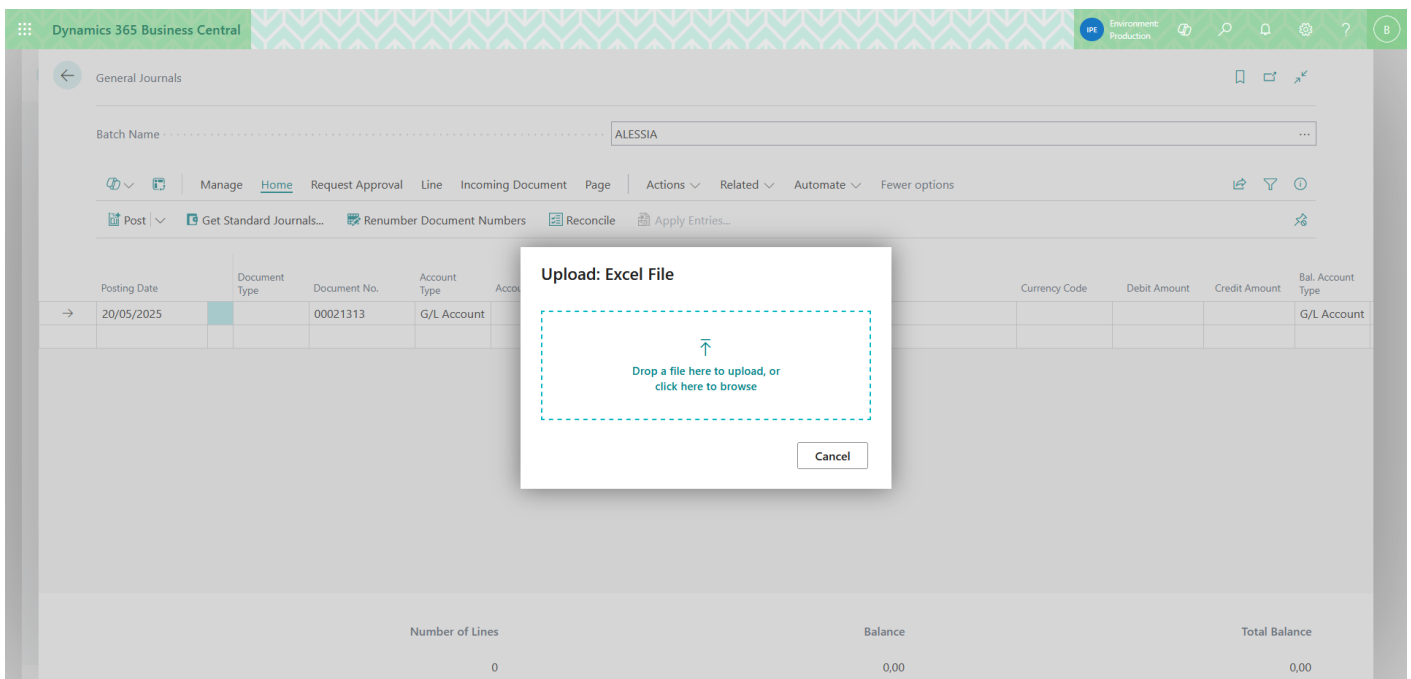 Dynamics 365 Business Central
IPE
Environment:
Production
?
B
General Journals
Batch Name
ALESSIA
...
Manage Home Request Approval Line Incoming Document Page Actions Related Automate Fewer options
Post Get Standard Journals... Renumber Document Numbers Reconcile Apply Entries...
Upload: Excel File
Posting Date Document Type Document No. Account Type Accou Currency Code Debit Amount Credit Amount Bal. Account Type
20/05/2025 00021313 G/L Account G/L Account
Drop a file here to upload, or
click here to browse
Cancel
Number of Lines Balance Total Balance
0 0,00 0,00